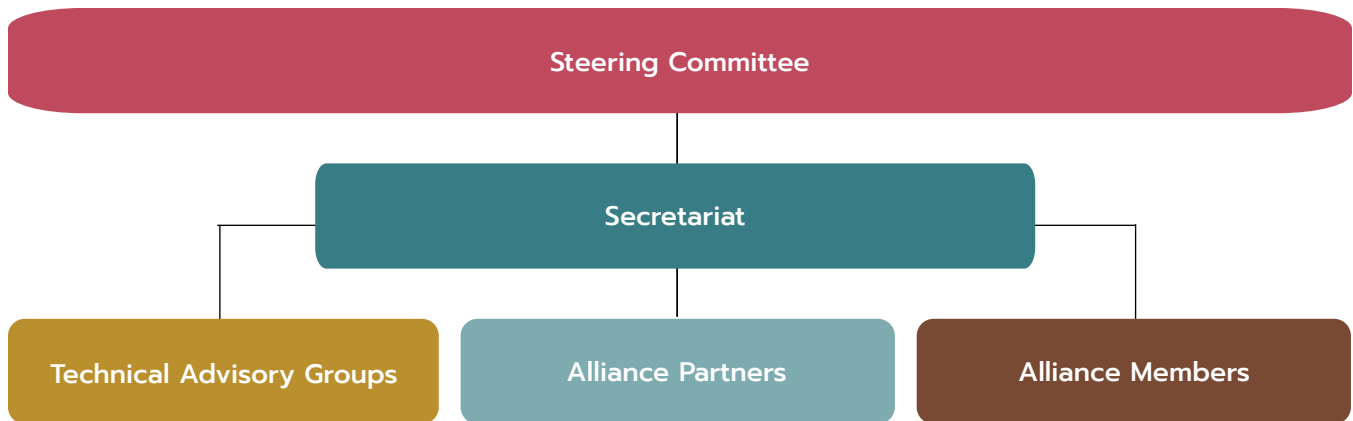 Steering Committee
Secretariat
Technical Advisory Groups
Alliance Partners
Alliance Members